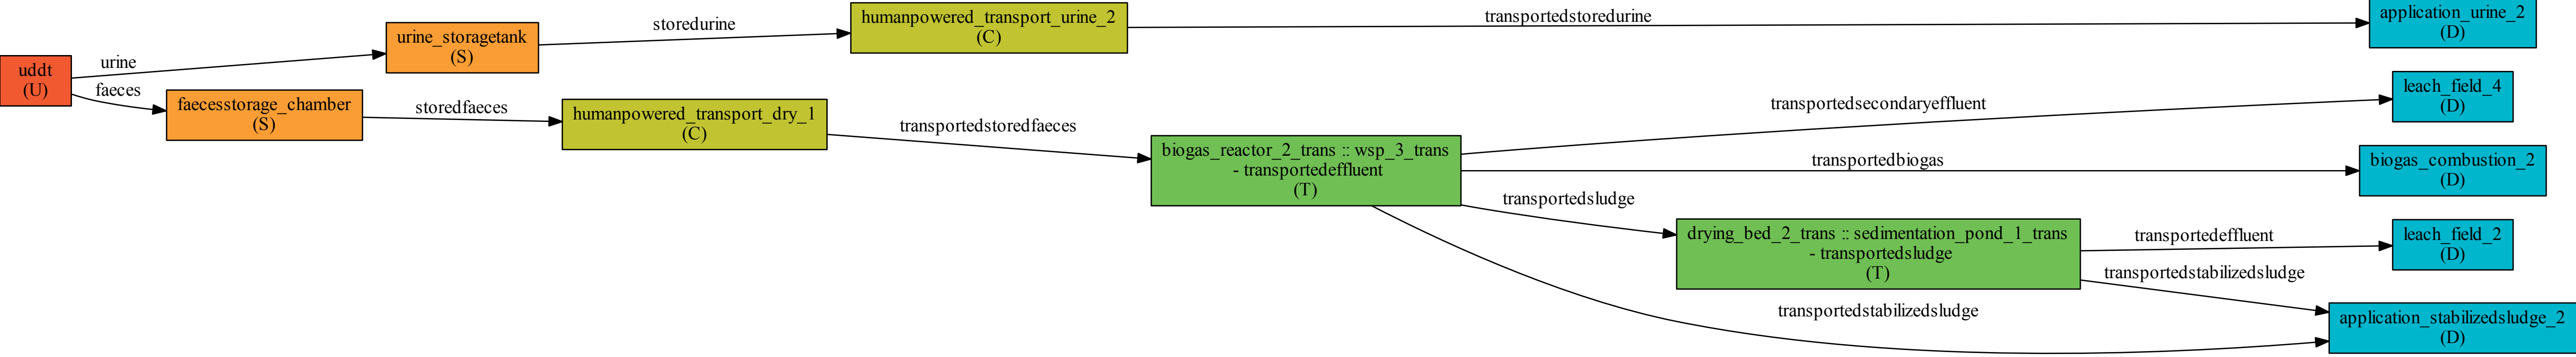 uddt
(U)
urine
faeces
urine_storagetank
(S)
faecesstorage_chamber
(S)
storedurine
storedfaeces
humanpowered_transport_urine_2
(C)
humanpowered_transport_dry_1
(C)
transportedstoredurine
transportedstoredfaeces
biogas_reactor_2_trans :: wsp_3_trans
- transportedeffluent
(T)
transportedsecondaryeffluent
transportedbiogas
transportedsludge
transportedstabilizedsludge
drying_bed_2_trans :: sedimentation_pond_1_trans
- transportedsludge
(T)
transportedeffluent
transportedstabilizedsludge
application_urine_2
(D)
leach_field_4
(D)
biogas_combustion_2
(D)
leach_field_2
(D)
application_stabilizedsludge_2
(D)